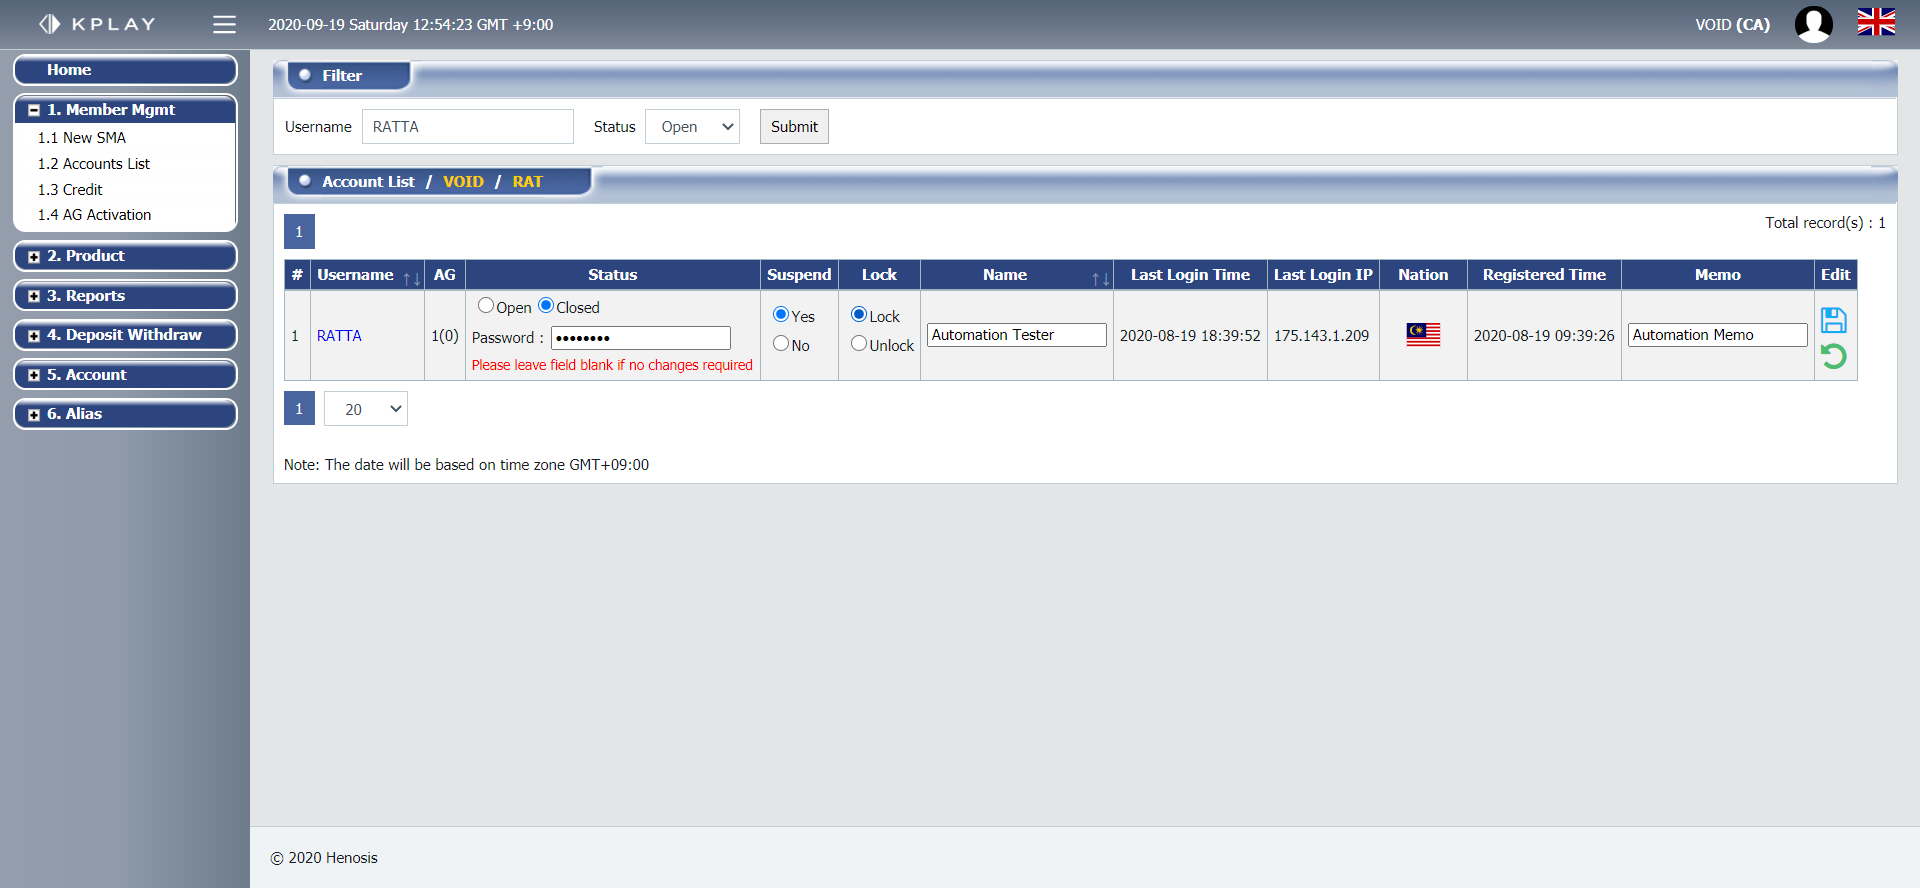 KPLAY
2020-09-19 Saturday 12:54:23 GMT +9:00
VOID (CA)
Home
1. Member Mgmt
1.1 New SMA
1.2 Accounts List
1.3 Credit
1.4 AG Activation
2. Product
3. Reports
4. Deposit Withdraw
5. Account
6. Alias
Filter
Username RATTA Status Open Submit
Account List / VOID / RAT
1
Total record(s) : 1
# Username AG Status Suspend Lock Name Last Login Time Last Login IP Nation Registered Time Memo Edit
Open Closed
Yes Lock
1 RATTA 1(0) Password : •••••••• Automation Tester 2020-08-19 18:39:52 175.143.1.209 2020-08-19 09:39:26 Automation Memo
No Unlock
Please leave field blank if no changes required
1 20
Note: The date will be based on time zone GMT+09:00
© 2020 Henosis